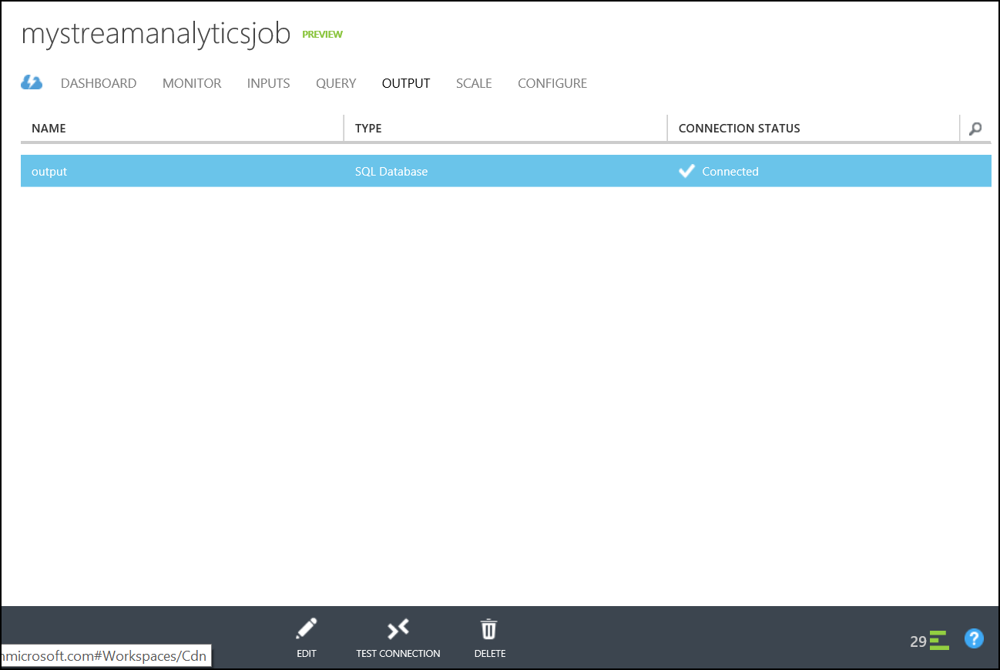 mystreamanalyticsjob PREVIEW
DASHBOARD MONITOR INPUTS QUERY OUTPUT SCALE CONFIGURE
NAME TYPE CONNECTION STATUS
output SQL Database Connected
EDIT TEST CONNECTION DELETE
29 ?
nmicrosoft.com#Workspaces/Cdn